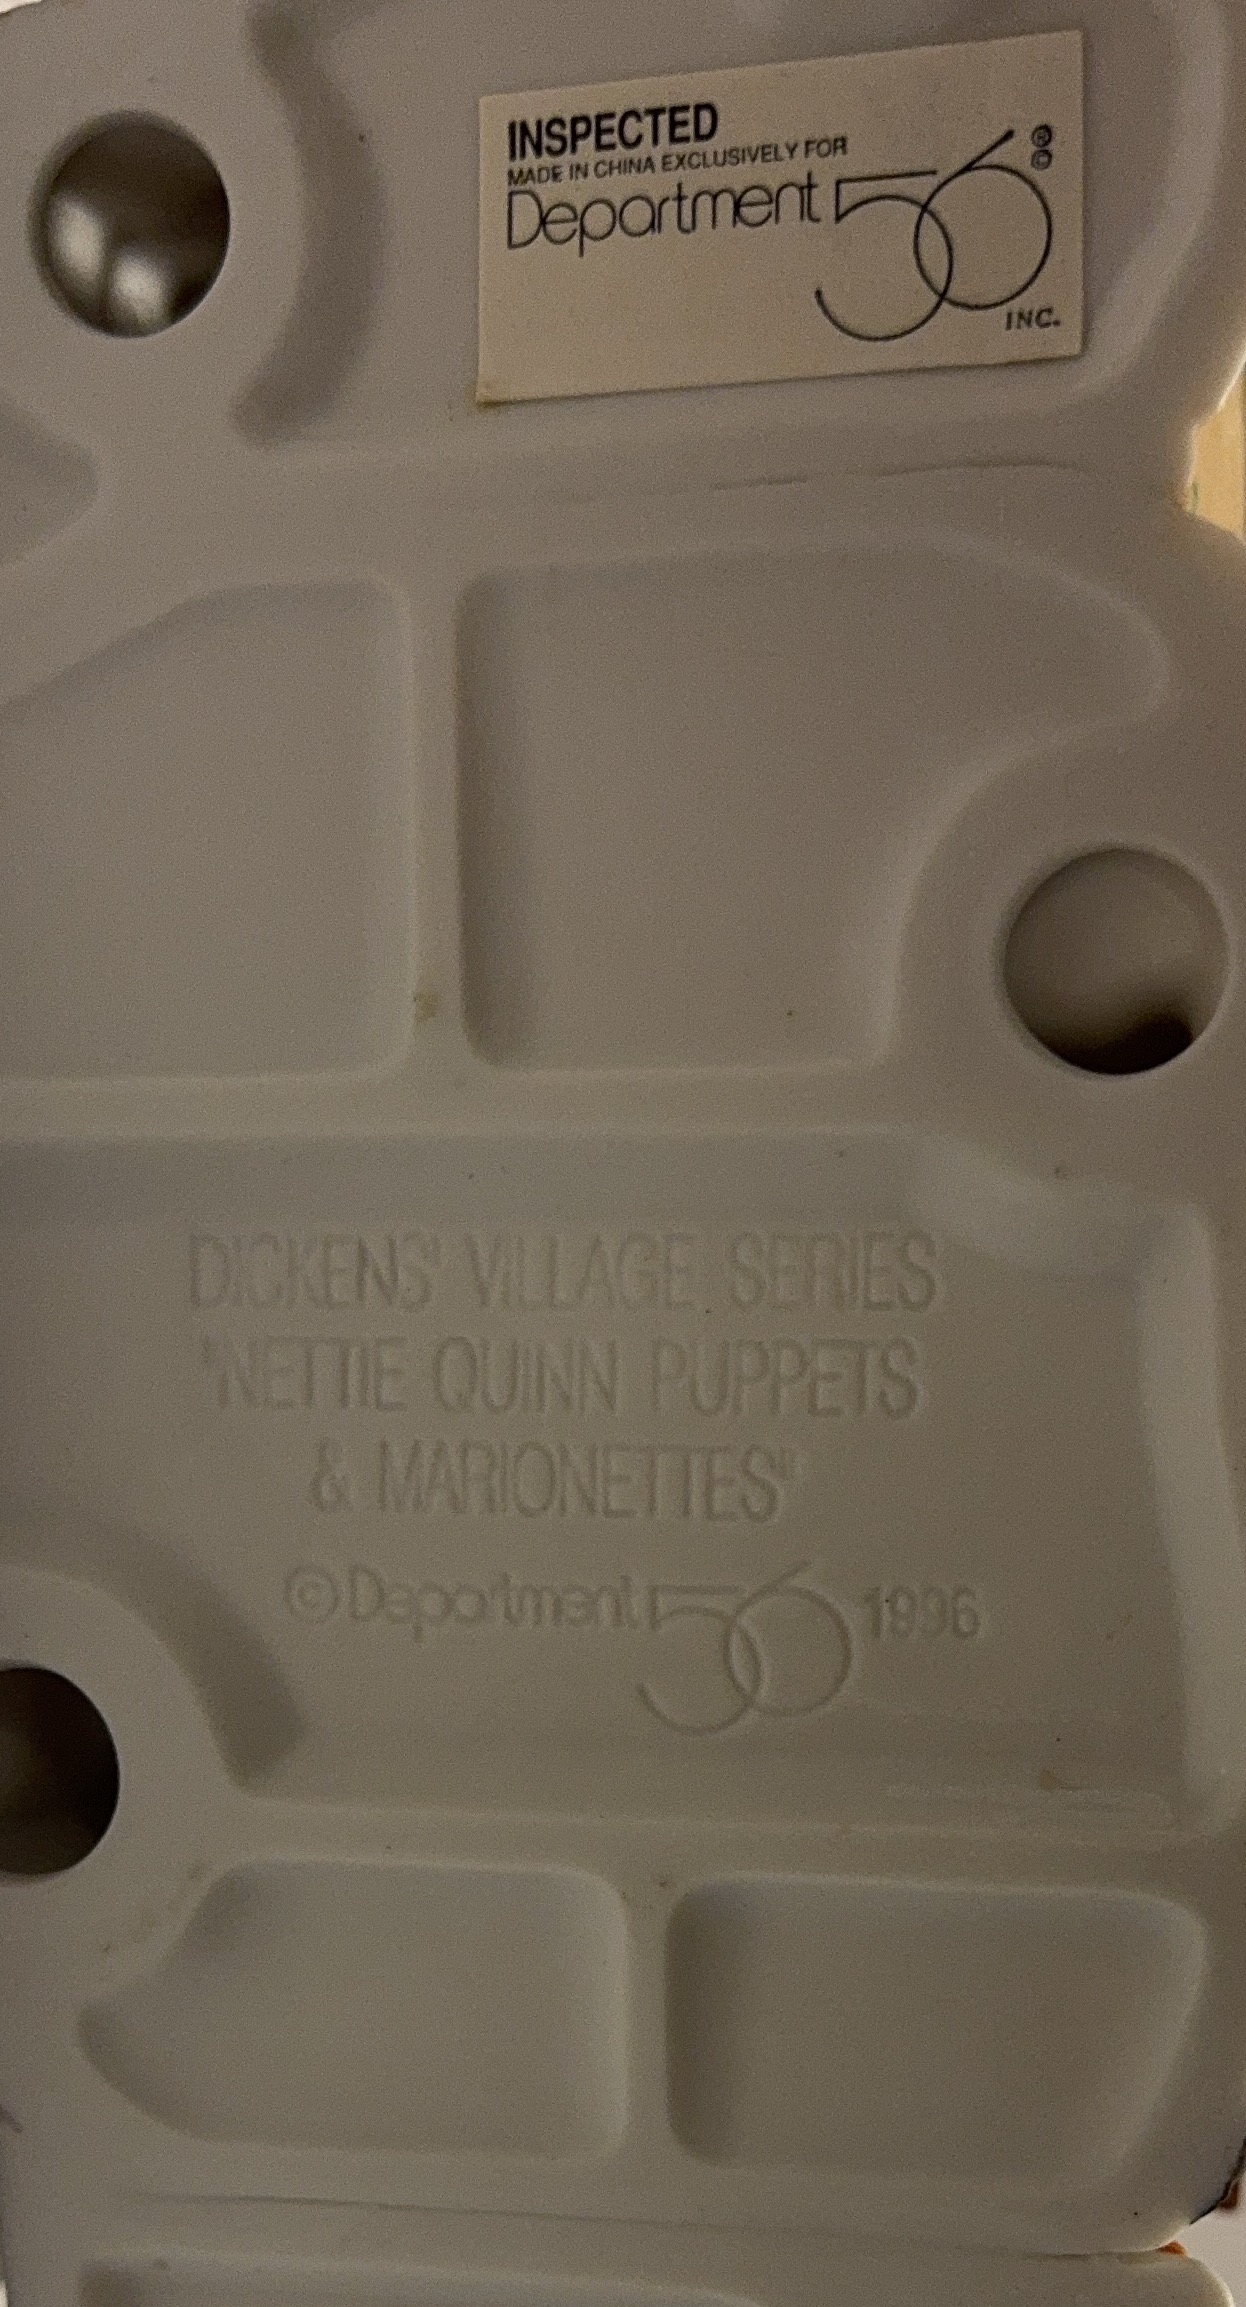 INSPECTED
MADE IN CHINA EXCLUSIVELY FOR
Department 56 ® ©
INC.
DICKENS' VILLAGE SERIES
"NETTIE QUINN PUPPETS
& MARIONETTES"
© Department 56 1996